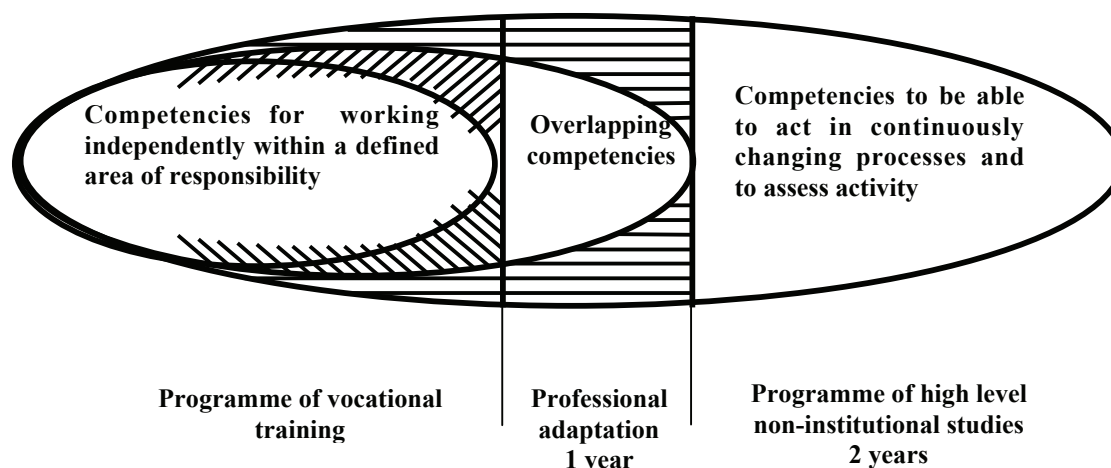 Competencies for working
independently within a defined
area of responsibility
Overlapping
competencies
Competencies to be able
to act in continuously
changing processes and
to assess activity
Programme of vocational
training
Professional
adaptation
1 year
Programme of high level
non-institutional studies
2 years